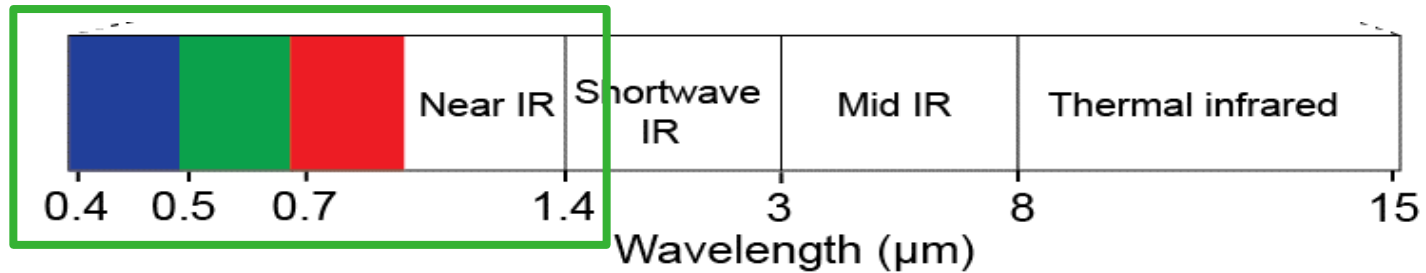 Near IR Shortwave IR Mid IR Thermal infrared
0.4 0.5 0.7 1.4 3 8 15
Wavelength (µm)